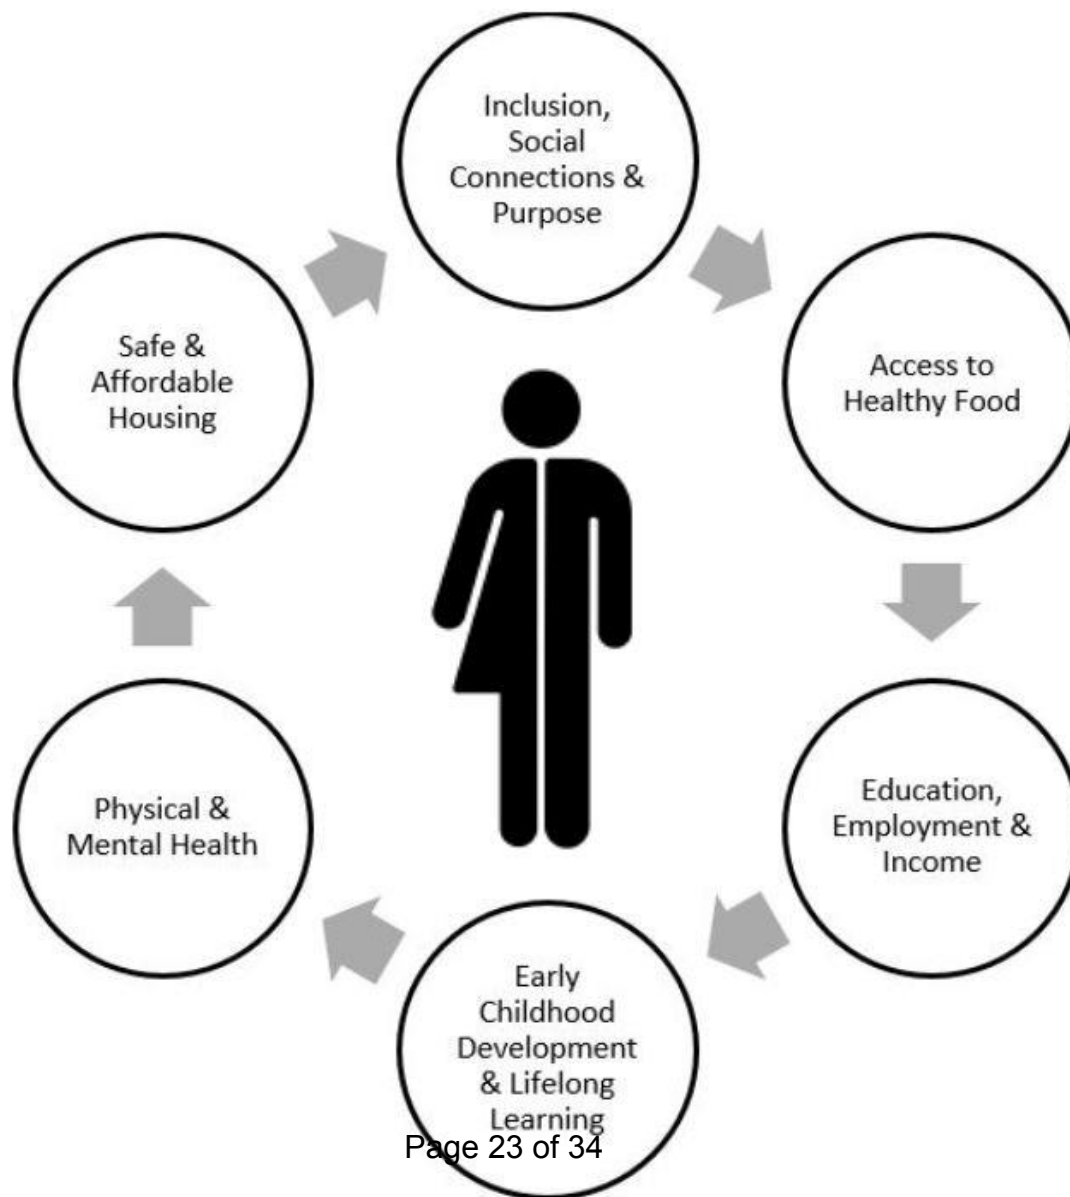 Inclusion,
Social
Connections &
Purpose
Access to
Healthy Food
Education,
Employment &
Income
Early
Childhood
Development
& Lifelong
Learning
Physical &
Mental Health
Safe &
Affordable
Housing
Page 23 of 34